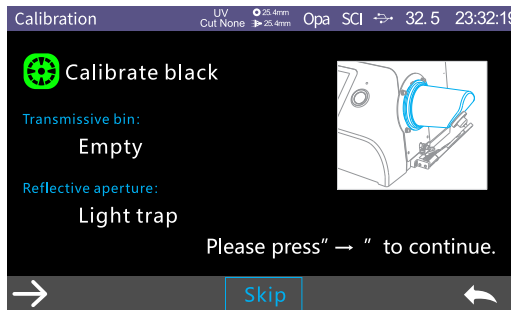 Calibration
UV
Cut None
25.4mm
25.4mm
Opa SCI 32.5 23:32:19
Calibrate black
Transmissive bin:
Empty
Reflective aperture:
Light trap
Please press" → " to continue.
Skip